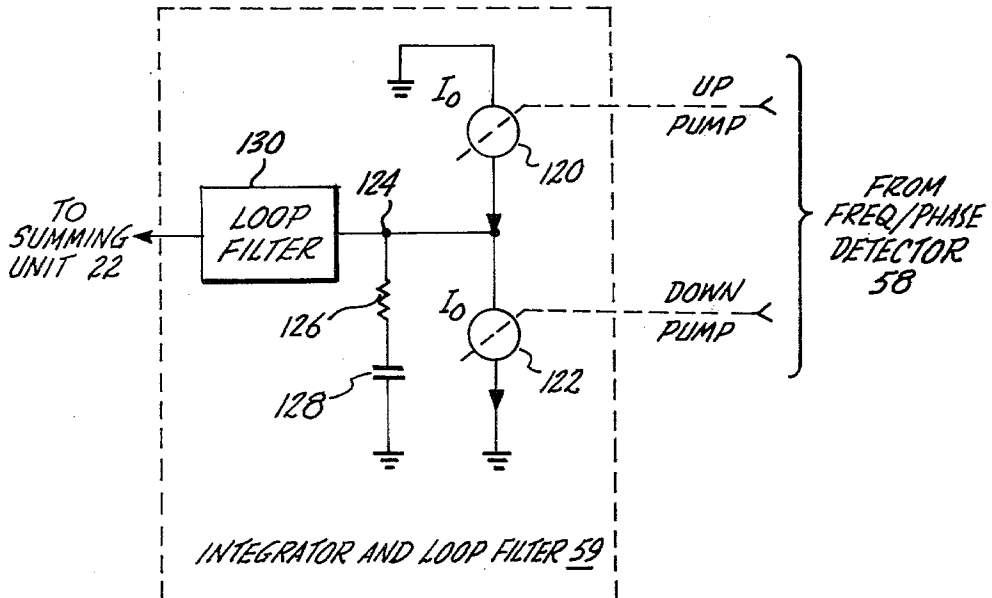 I₀
UP
PUMP
120
130
124
LOOP
FILTER
TO
SUMMING
UNIT 22
FROM
FREQ/PHASE
DETECTOR
58
126
128
I₀
DOWN
PUMP
122
INTEGRATOR AND LOOP FILTER 59